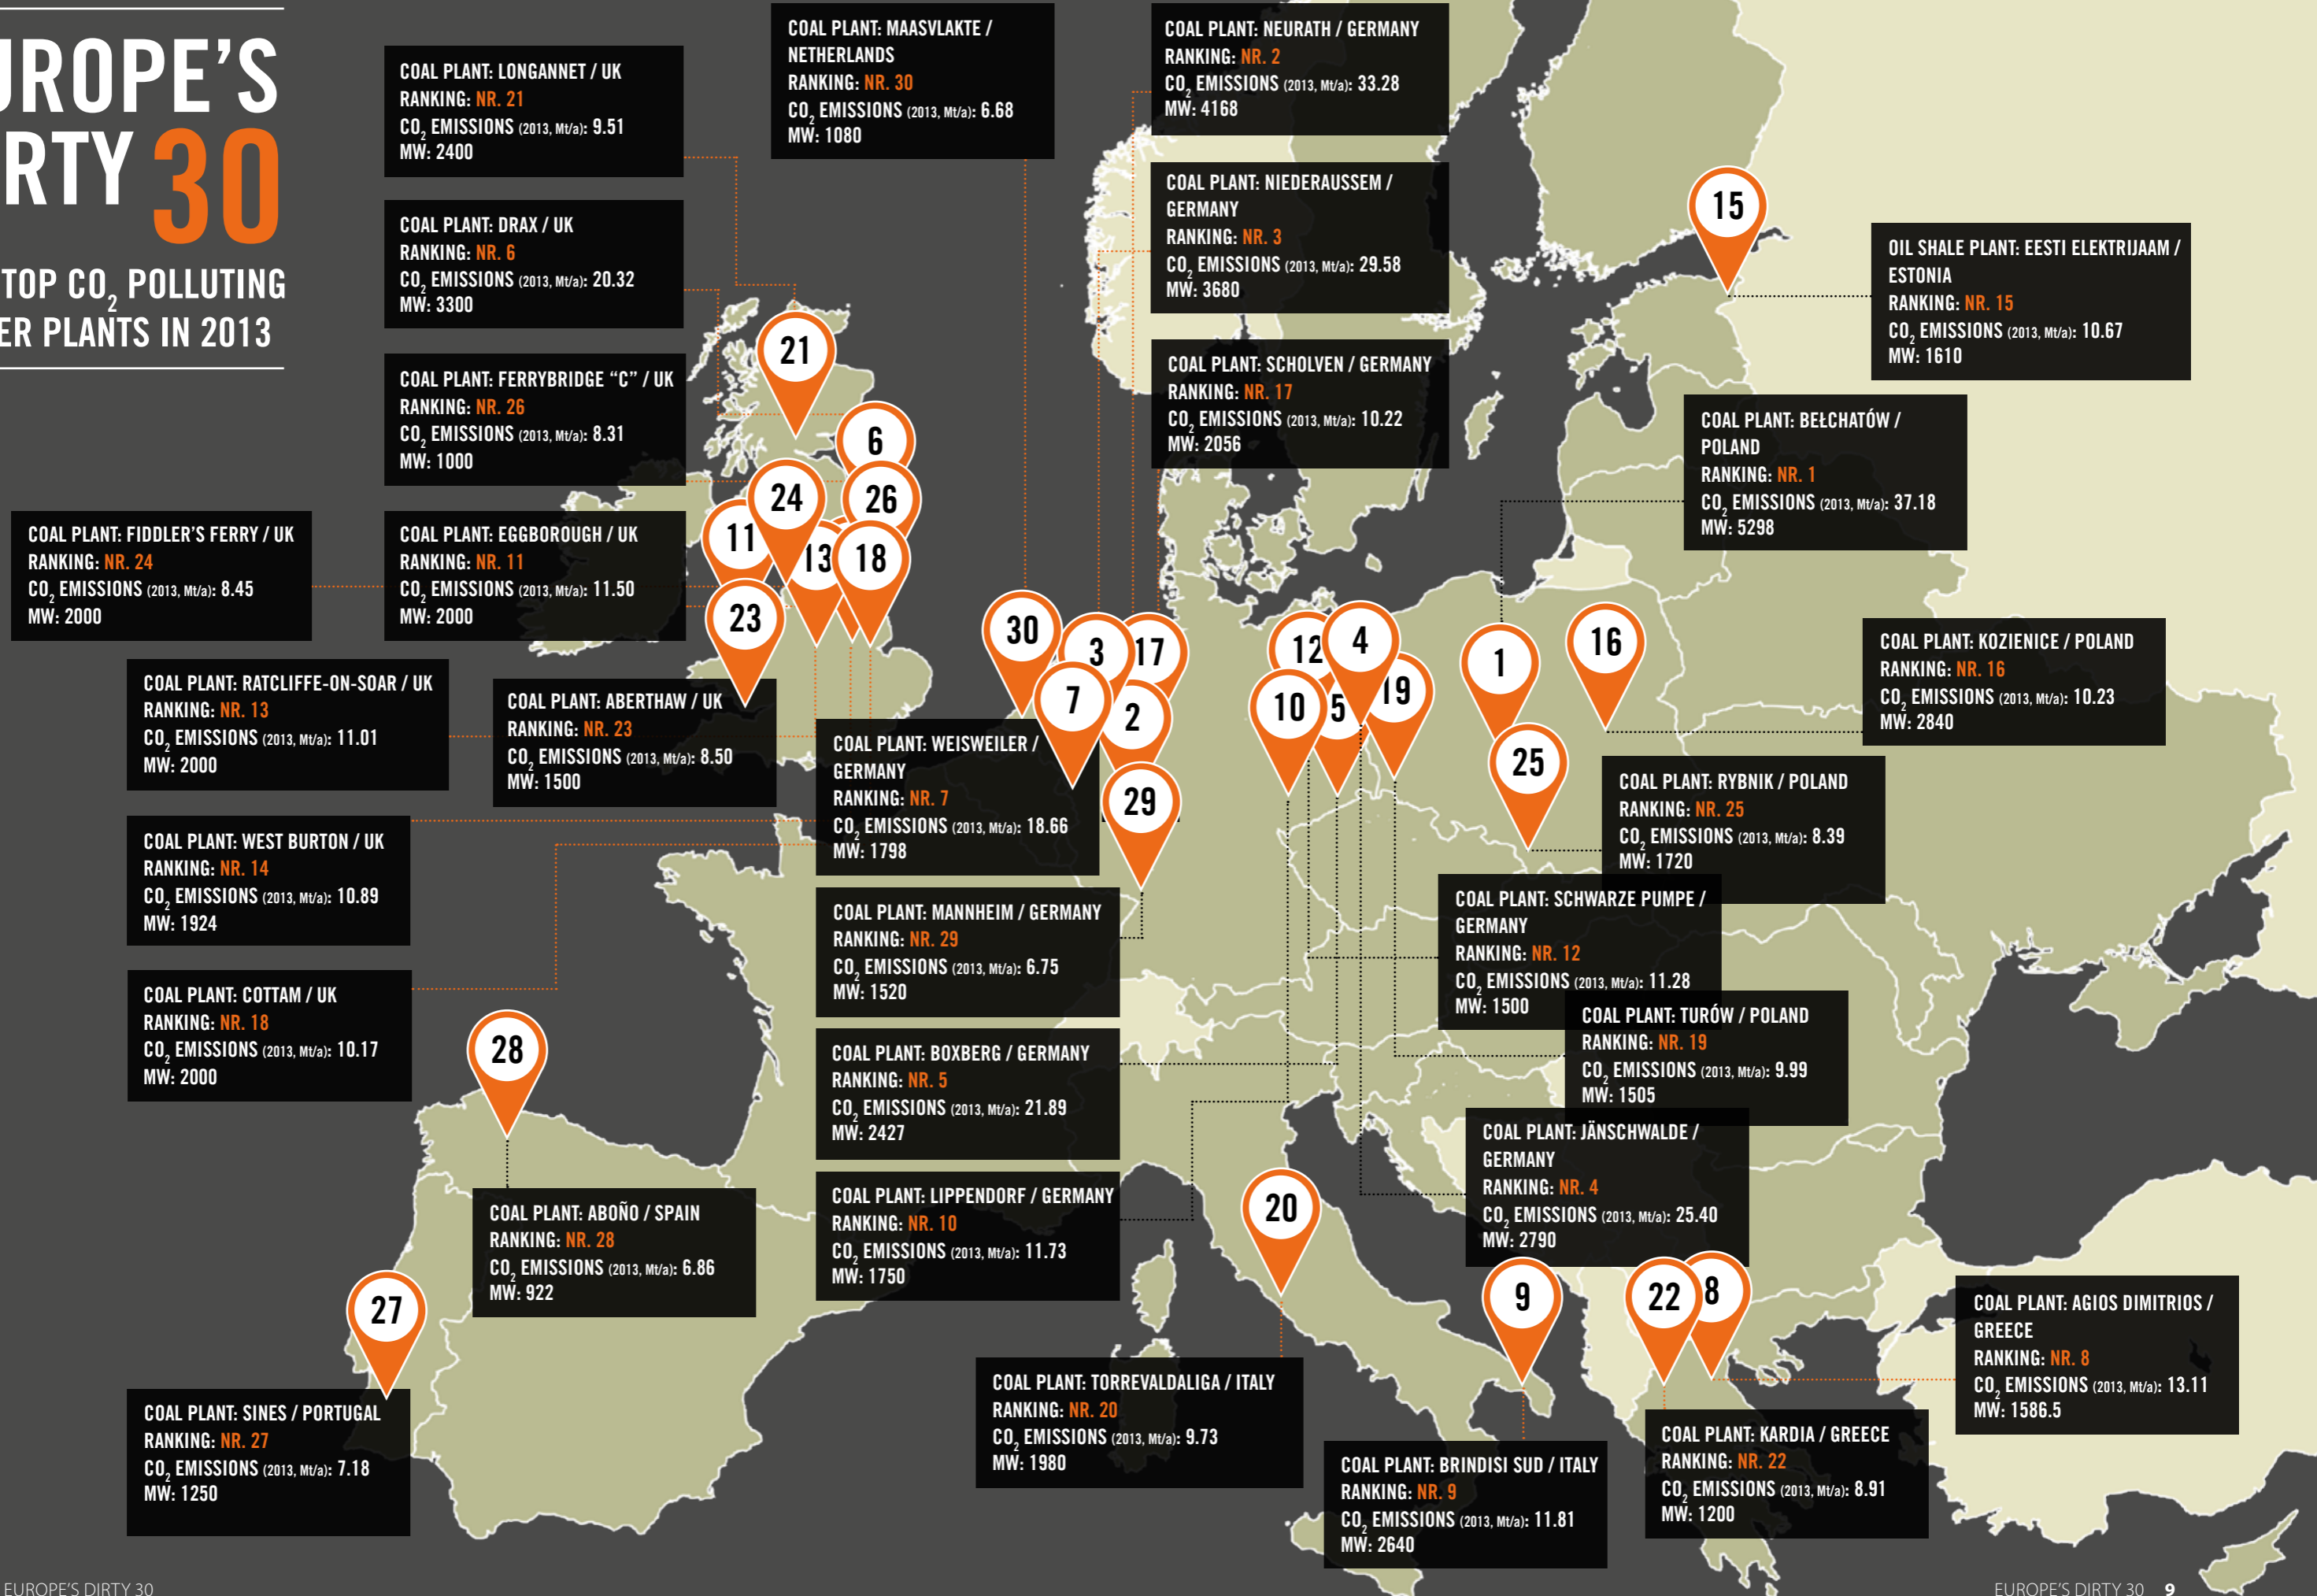 UROPE'S
IRTY 30
TOP CO₂ POLLUTING
ER PLANTS IN 2013
COAL PLANT: LONGANNET / UK
RANKING: NR. 21
CO₂ EMISSIONS (2013, Mt/a): 9.51
MW: 2400
COAL PLANT: DRAX / UK
RANKING: NR. 6
CO₂ EMISSIONS (2013, Mt/a): 20.32
MW: 3300
COAL PLANT: FERRYBRIDGE “C” / UK
RANKING: NR. 26
CO₂ EMISSIONS (2013, Mt/a): 8.31
MW: 1000
COAL PLANT: FIDDLER'S FERRY / UK
RANKING: NR. 24
CO₂ EMISSIONS (2013, Mt/a): 8.45
MW: 2000
COAL PLANT: EGGBOROUGH / UK
RANKING: NR. 11
CO₂ EMISSIONS (2013, Mt/a): 11.50
MW: 2000
COAL PLANT: RATCLIFFE-ON-SOAR / UK
RANKING: NR. 13
CO₂ EMISSIONS (2013, Mt/a): 11.01
MW: 2000
COAL PLANT: ABERTHAW / UK
RANKING: NR. 23
CO₂ EMISSIONS (2013, Mt/a): 8.50
MW: 1500
COAL PLANT: WEST BURTON / UK
RANKING: NR. 14
CO₂ EMISSIONS (2013, Mt/a): 10.89
MW: 1924
COAL PLANT: COTTAM / UK
RANKING: NR. 18
CO₂ EMISSIONS (2013, Mt/a): 10.17
MW: 2000
COAL PLANT: MAASVLAKTE /
NETHERLANDS
RANKING: NR. 30
CO₂ EMISSIONS (2013, Mt/a): 6.68
MW: 1080
COAL PLANT: NEURATH / GERMANY
RANKING: NR. 2
CO₂ EMISSIONS (2013, Mt/a): 33.28
MW: 4168
COAL PLANT: NIEDERAUSSEM /
GERMANY
RANKING: NR. 3
CO₂ EMISSIONS (2013, Mt/a): 29.58
MW: 3680
COAL PLANT: SCHOLVEN / GERMANY
RANKING: NR. 17
CO₂ EMISSIONS (2013, Mt/a): 10.22
MW: 2056
OIL SHALE PLANT: EESTI ELEKTRIJAAM /
ESTONIA
RANKING: NR. 15
CO₂ EMISSIONS (2013, Mt/a): 10.67
MW: 1610
COAL PLANT: BEŁCHATÓW /
POLAND
RANKING: NR. 1
CO₂ EMISSIONS (2013, Mt/a): 37.18
MW: 5298
COAL PLANT: KOZIENICE / POLAND
RANKING: NR. 16
CO₂ EMISSIONS (2013, Mt/a): 10.23
MW: 2840
COAL PLANT: RYBNIK / POLAND
RANKING: NR. 25
CO₂ EMISSIONS (2013, Mt/a): 8.39
MW: 1720
COAL PLANT: WEISWEILER /
GERMANY
RANKING: NR. 7
CO₂ EMISSIONS (2013, Mt/a): 18.66
MW: 1798
COAL PLANT: MANNHEIM / GERMANY
RANKING: NR. 29
CO₂ EMISSIONS (2013, Mt/a): 6.75
MW: 1520
COAL PLANT: SCHWARZE PUMPE /
GERMANY
RANKING: NR. 12
CO₂ EMISSIONS (2013, Mt/a): 11.28
MW: 1500
COAL PLANT: TURÓW / POLAND
RANKING: NR. 19
CO₂ EMISSIONS (2013, Mt/a): 9.99
MW: 1505
COAL PLANT: BOXBERG / GERMANY
RANKING: NR. 5
CO₂ EMISSIONS (2013, Mt/a): 21.89
MW: 2427
COAL PLANT: JÄNSCHWALDE /
GERMANY
RANKING: NR. 4
CO₂ EMISSIONS (2013, Mt/a): 25.40
MW: 2790
COAL PLANT: LIPPENDORF / GERMANY
RANKING: NR. 10
CO₂ EMISSIONS (2013, Mt/a): 11.73
MW: 1750
COAL PLANT: ABOÑO / SPAIN
RANKING: NR. 28
CO₂ EMISSIONS (2013, Mt/a): 6.86
MW: 922
COAL PLANT: SINES / PORTUGAL
RANKING: NR. 27
CO₂ EMISSIONS (2013, Mt/a): 7.18
MW: 1250
COAL PLANT: TORREVALDALIGA / ITALY
RANKING: NR. 20
CO₂ EMISSIONS (2013, Mt/a): 9.73
MW: 1980
COAL PLANT: BRINDISI SUD / ITALY
RANKING: NR. 9
CO₂ EMISSIONS (2013, Mt/a): 11.81
MW: 2640
COAL PLANT: KARDIA / GREECE
RANKING: NR. 22
CO₂ EMISSIONS (2013, Mt/a): 8.91
MW: 1200
COAL PLANT: AGIOS DIMITRIOS /
GREECE
RANKING: NR. 8
CO₂ EMISSIONS (2013, Mt/a): 13.11
MW: 1586.5
15
21
6
24
26
11
13
18
23
30
3
17
7
2
29
12
4
10
5
19
1
16
25
28
27
20
9
22
8
EUROPE'S DIRTY 30
EUROPE'S DIRTY 30 9